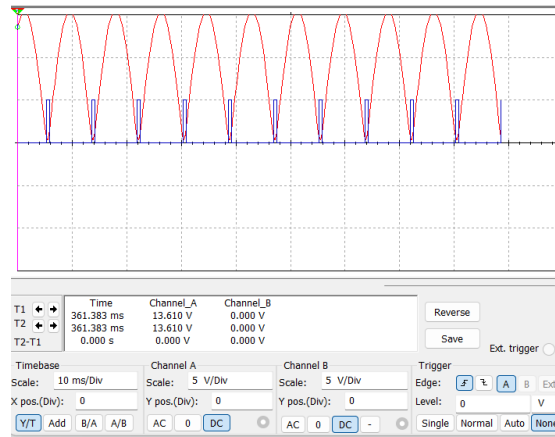 Time Channel_A Channel_B
T1 361.383 ms 13.610 V 0.000 V
T2 361.383 ms 13.610 V 0.000 V
T2-T1 0.000 s 0.000 V 0.000 V
Reverse
Save
Ext. trigger
Timebase
Scale: 10 ms/Div
X pos.(Div): 0
Y/T Add B/A A/B
Channel A
Scale: 5 V/Div
Y pos.(Div): 0
AC 0 DC
Channel B
Scale: 5 V/Div
Y pos.(Div): 0
AC 0 DC -
Trigger
Edge: A B Ext
Level: 0 V
Single Normal Auto None